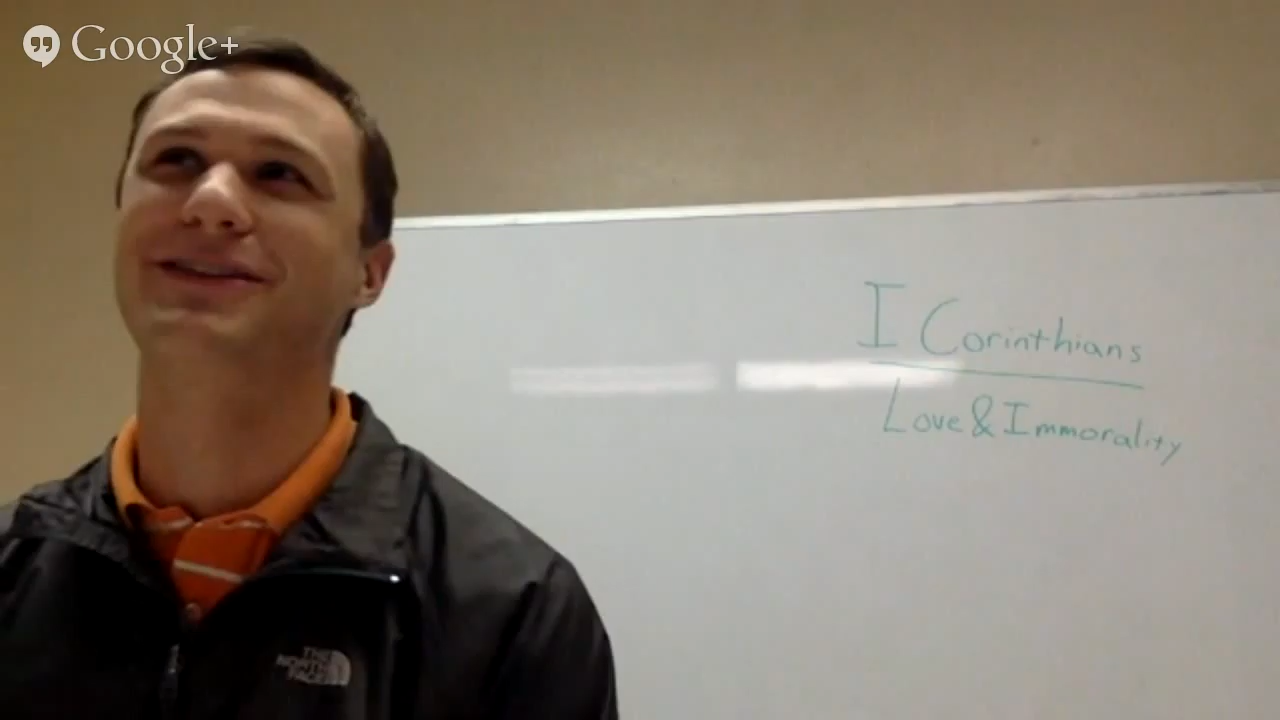 Google+
I Corinthians
Love & Immorality
THE
NORTH
FACE